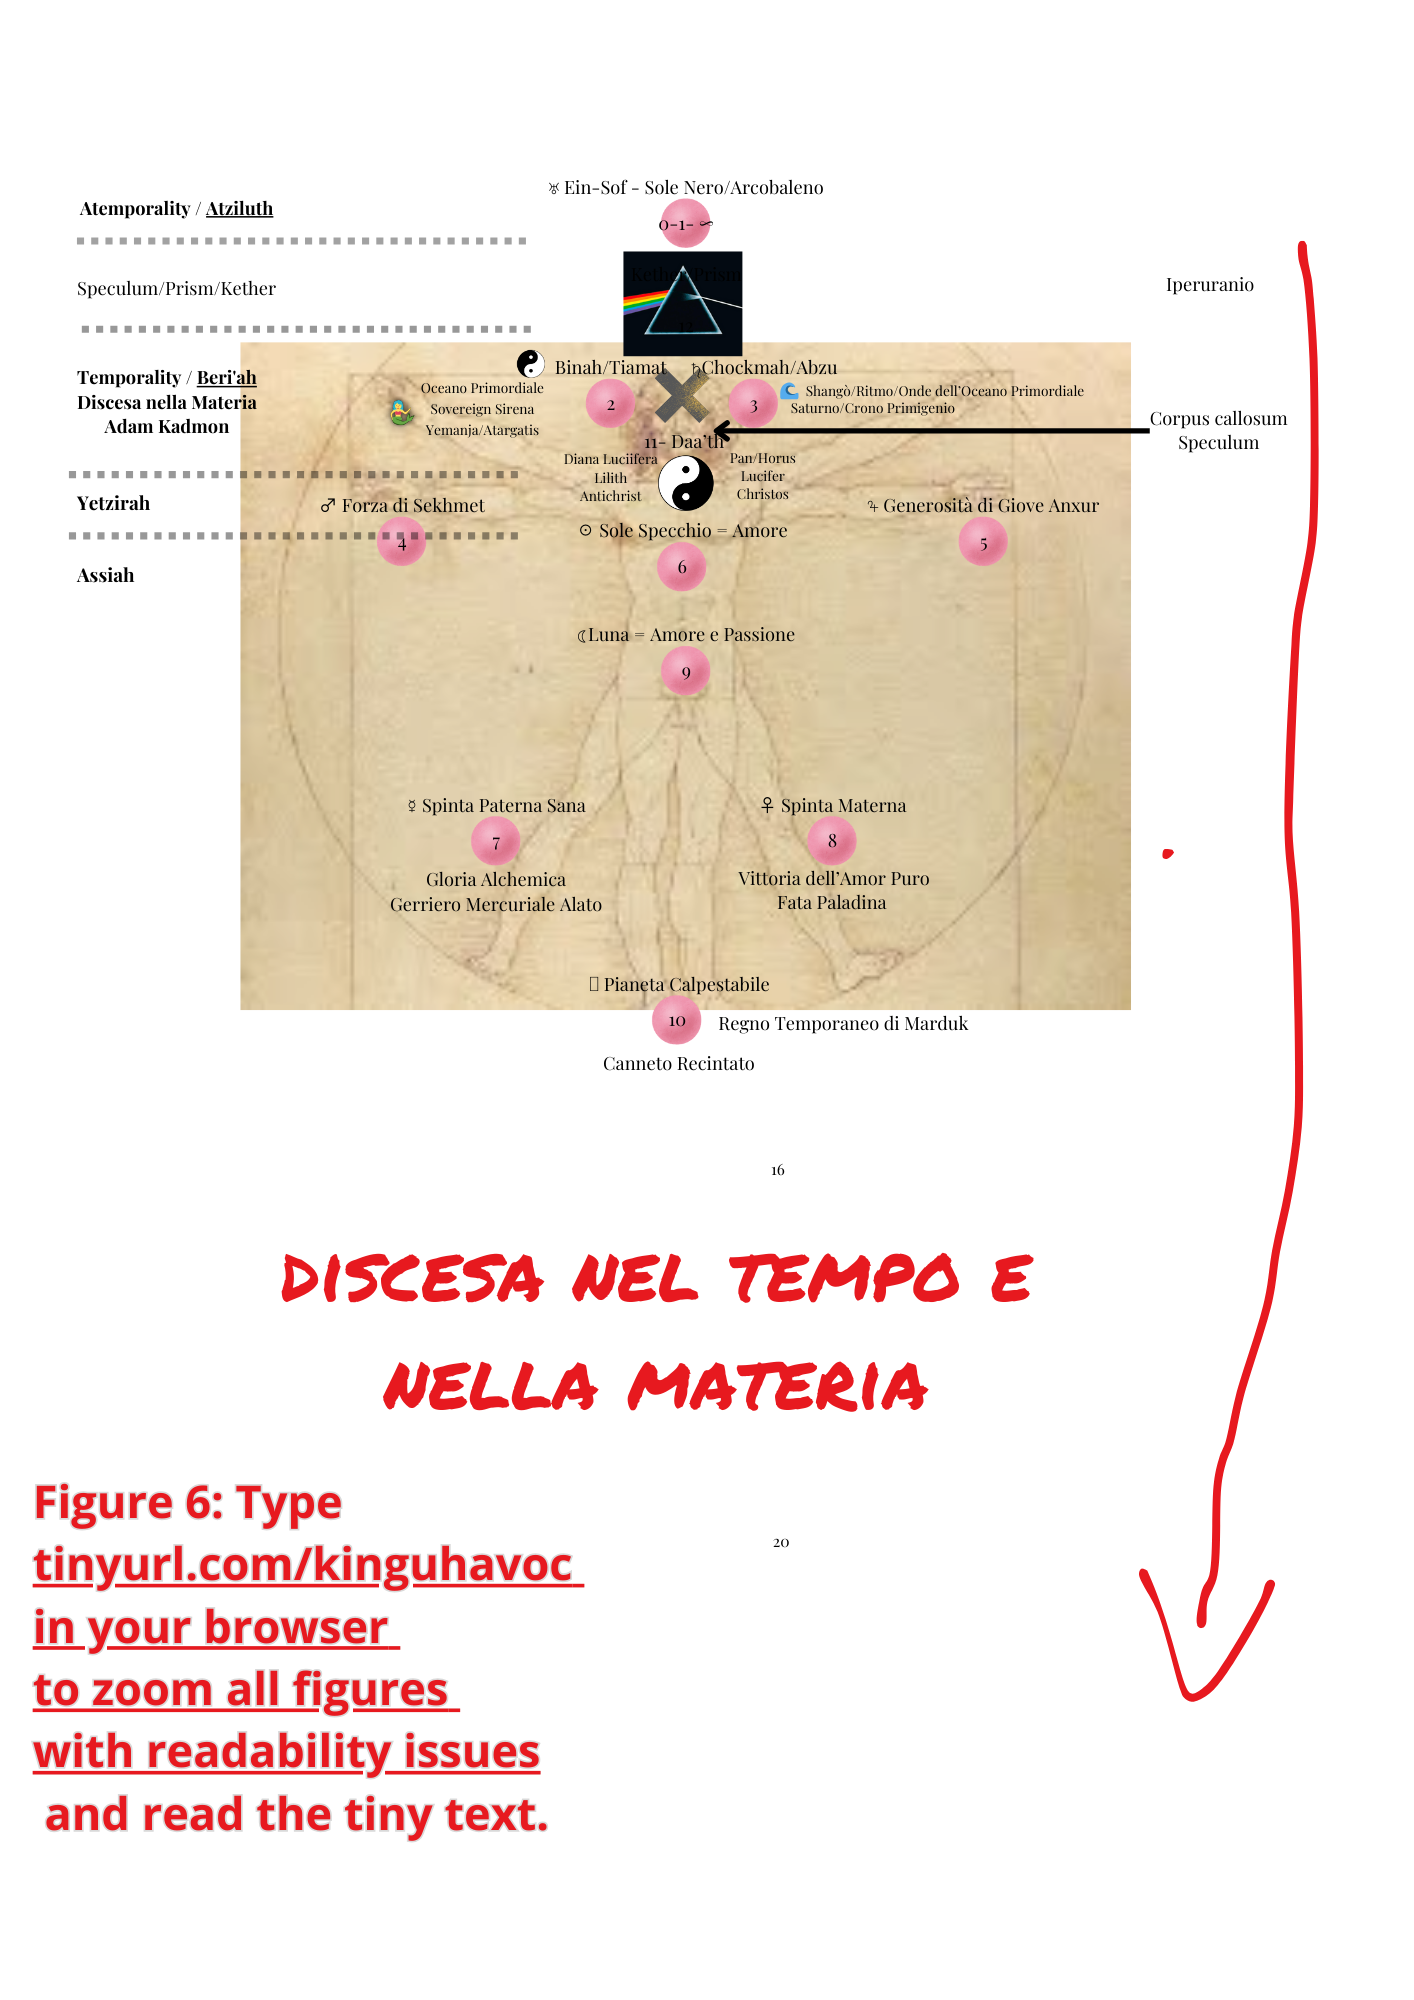 ♅ Ein-Sof - Sole Nero/Arcobaleno
Atemporality / Atziluth
0-1- ∞
Kether Prism
Speculum/Prism/Kether
Iperuranio
12
Binah/Tiamat
♄Chockmah/Abzu
Temporality / Beri'ah
Discesa nella Materia
Adam Kadmon
Oceano Primordiale
Sovereign Sirena
Yemanja/Atargatis
2
3
Shangò/Ritmo/Onde dell'Oceano Primordiale
Saturno/Crono Primigenio
Corpus callosum
Speculum
11- Daa'th
Diana Luciifera
Lilith
Antichrist
Pan/Horus
Lucifer
Christos
Yetzirah
♂ Forza di Sekhmet
♃ Generosità di Giove Anxur
4
5
☉ Sole Specchio = Amore
6
Assiah
☾Luna = Amore e Passione
9
☿ Spinta Paterna Sana
♀ Spinta Materna
7
8
Gloria Alchemica
Gerriero Mercuriale Alato
Vittoria dell'Amor Puro
Fata Paladina
Pianeta Calpestabile
10
Regno Temporaneo di Marduk
Canneto Recintato
16
DISCESA NEL TEMPO E
NELLA MATERIA
Figure 6: Type
tinyurl.com/kinguhavoc
in your browser
to zoom all figures
with readability issues
and read the tiny text.
20